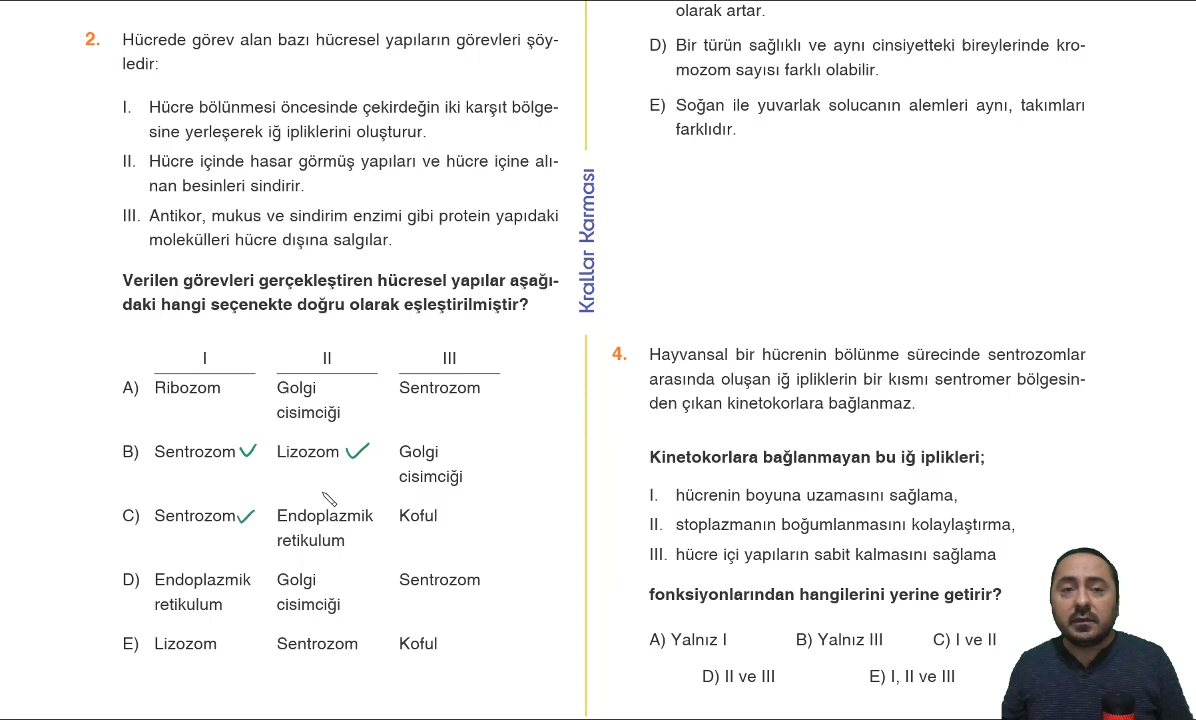 2. Hücrede görev alan bazı hücresel yapıların görevleri şöy-
ledir:
I. Hücre bölünmesi öncesinde çekirdeğin iki karşıt bölge-
sine yerleşerek iğ ipliklerini oluşturur.
II. Hücre içinde hasar görmüş yapıları ve hücre içine alı-
nan besinleri sindirir.
III. Antikor, mukus ve sindirim enzimi gibi protein yapıdaki
molekülleri hücre dışına salgılar.
Verilen görevleri gerçekleştiren hücresel yapılar aşağı-
daki hangi seçenekte doğru olarak eşleştirilmiştir?
I II III
A) Ribozom Golgi Sentrozom
cisimciği
B) Sentrozom Lizozom Golgi
cisimciği
C) Sentrozom Endoplazmik Koful
retikulum
D) Endoplazmik Golgi Sentrozom
retikulum cisimciği
E) Lizozom Sentrozom Koful
Krallar Karması
olarak artar.
D) Bir türün sağlıklı ve aynı cinsiyetteki bireylerinde kro-
mozom sayısı farklı olabilir.
E) Soğan ile yuvarlak solucanın alemleri aynı, takımları
farklıdır.
4. Hayvansal bir hücrenin bölünme sürecinde sentrozomlar
arasında oluşan iğ ipliklerin bir kısmı sentromer bölgesin-
den çıkan kinetokorlara bağlanmaz.
Kinetokorlara bağlanmayan bu iğ iplikleri;
I. hücrenin boyuna uzamasını sağlama,
II. stoplazmanın boğumlanmasını kolaylaştırma,
III. hücre içi yapıların sabit kalmasını sağlama
fonksiyonlarından hangilerini yerine getirir?
A) Yalnız I B) Yalnız III C) I ve II
D) II ve III E) I, II ve III